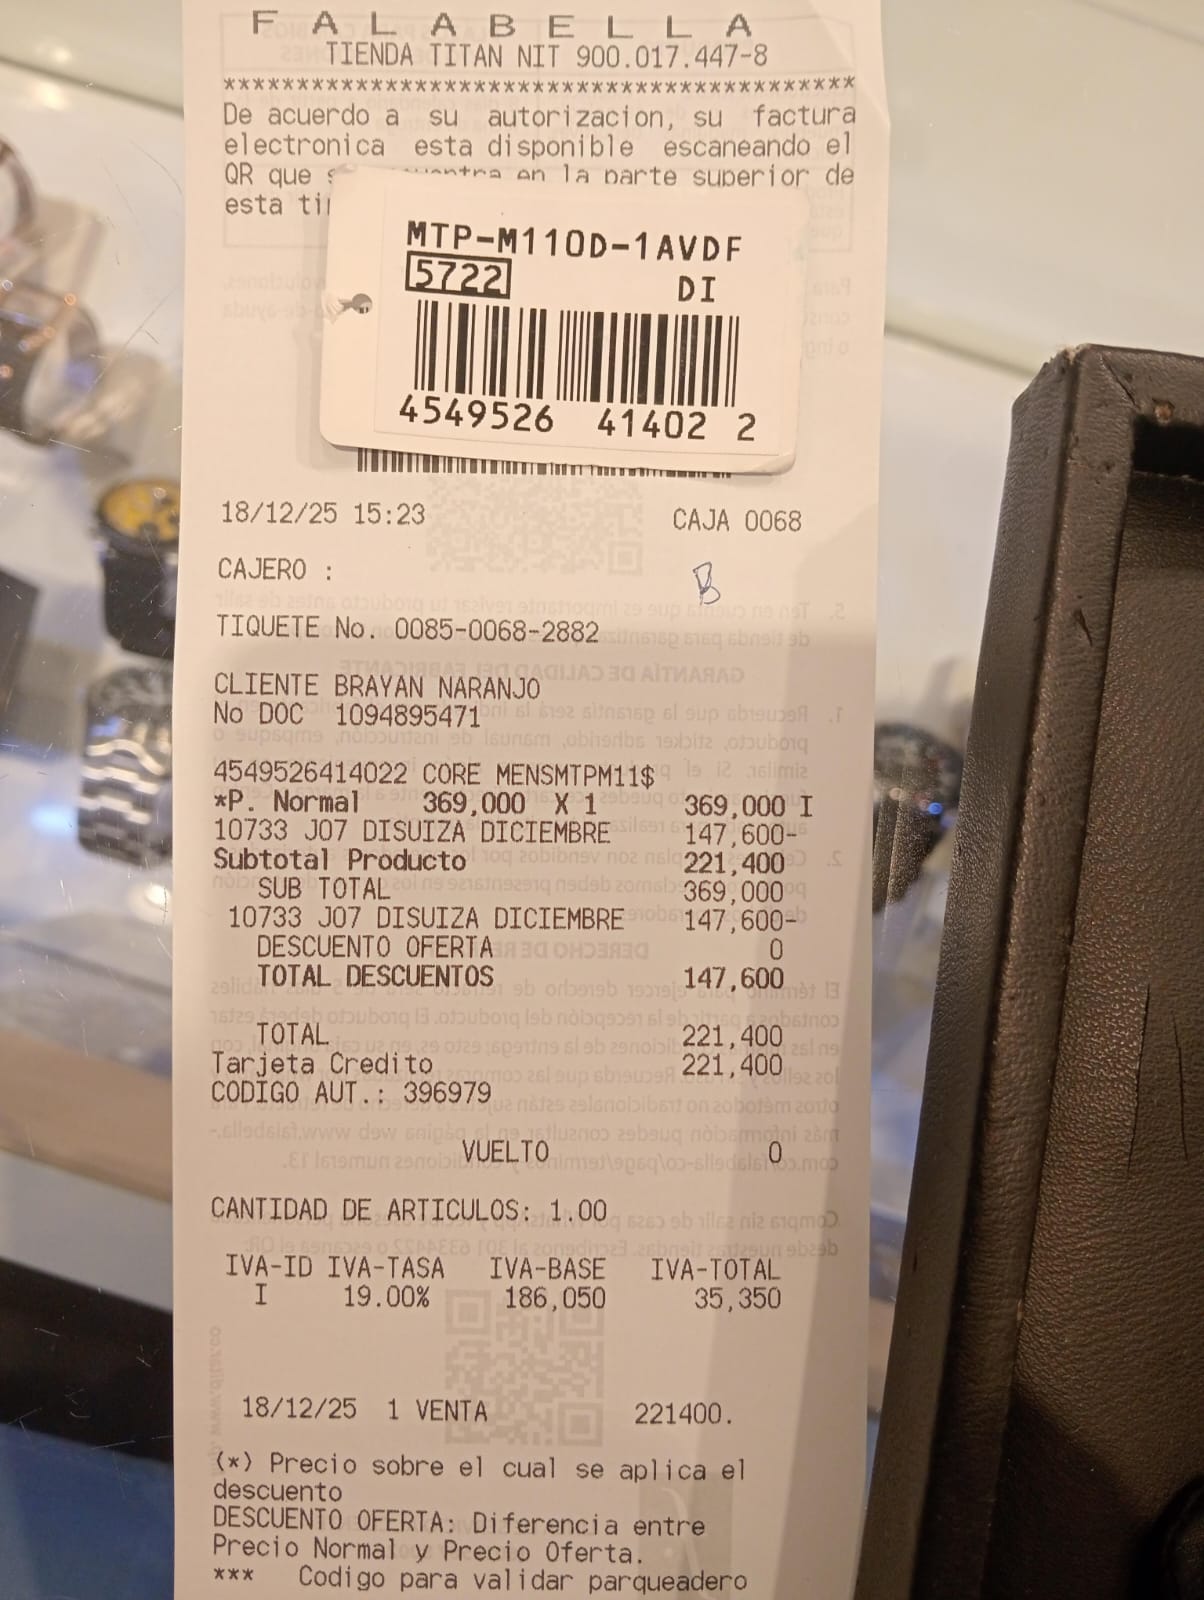 FALABELLA
TIENDA TITAN NIT 900.017.447-8
*******************************************
De acuerdo a su autorizacion, su factura
electronica esta disponible escaneando el
QR que en la parte superior de
esta
MTP-M110D-1AVDF
5722 DI
4549526 41402 2
18/12/25 15:23 CAJA 0068
CAJERO :
B
TIQUETE No. 0085-0068-2882
CLIENTE BRAYAN NARANJO
No DOC 1094895471
4549526414022 CORE MENSMTPM11$
*P. Normal 369,000 X 1 369,000 I
10733 J07 DISUIZA DICIEMBRE 147,600-
Subtotal Producto 221,400
SUB TOTAL 369,000
10733 J07 DISUIZA DICIEMBRE 147,600-
DESCUENTO OFERTA 0
TOTAL DESCUENTOS 147,600
TOTAL 221,400
Tarjeta Credito 221,400
CODIGO AUT.: 396979
VUELTO 0
CANTIDAD DE ARTICULOS: 1.00
IVA-ID IVA-TASA IVA-BASE IVA-TOTAL
I 19.00% 186,050 35,350
18/12/25 1 VENTA 221400.
(*) Precio sobre el cual se aplica el
descuento
DESCUENTO OFERTA: Diferencia entre
Precio Normal y Precio Oferta.
*** Codigo para validar parqueadero